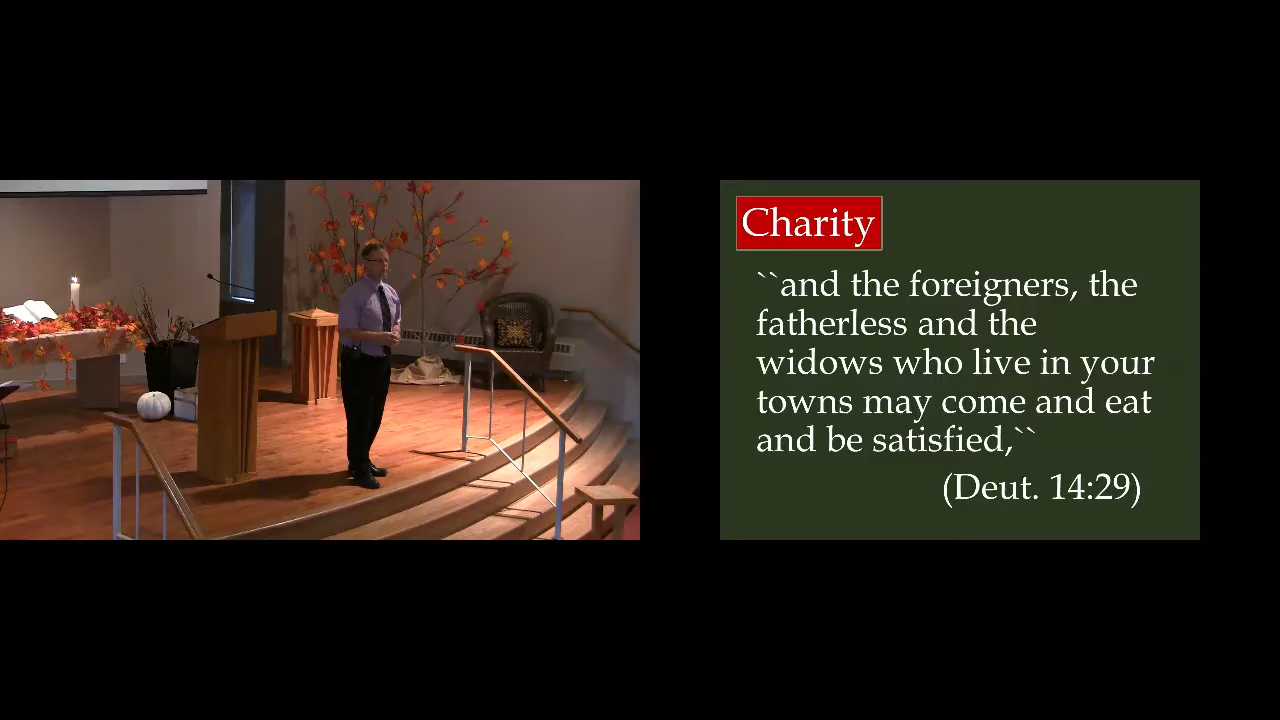 Charity
``and the foreigners, the
fatherless and the
widows who live in your
towns may come and eat
and be satisfied,``
(Deut. 14:29)